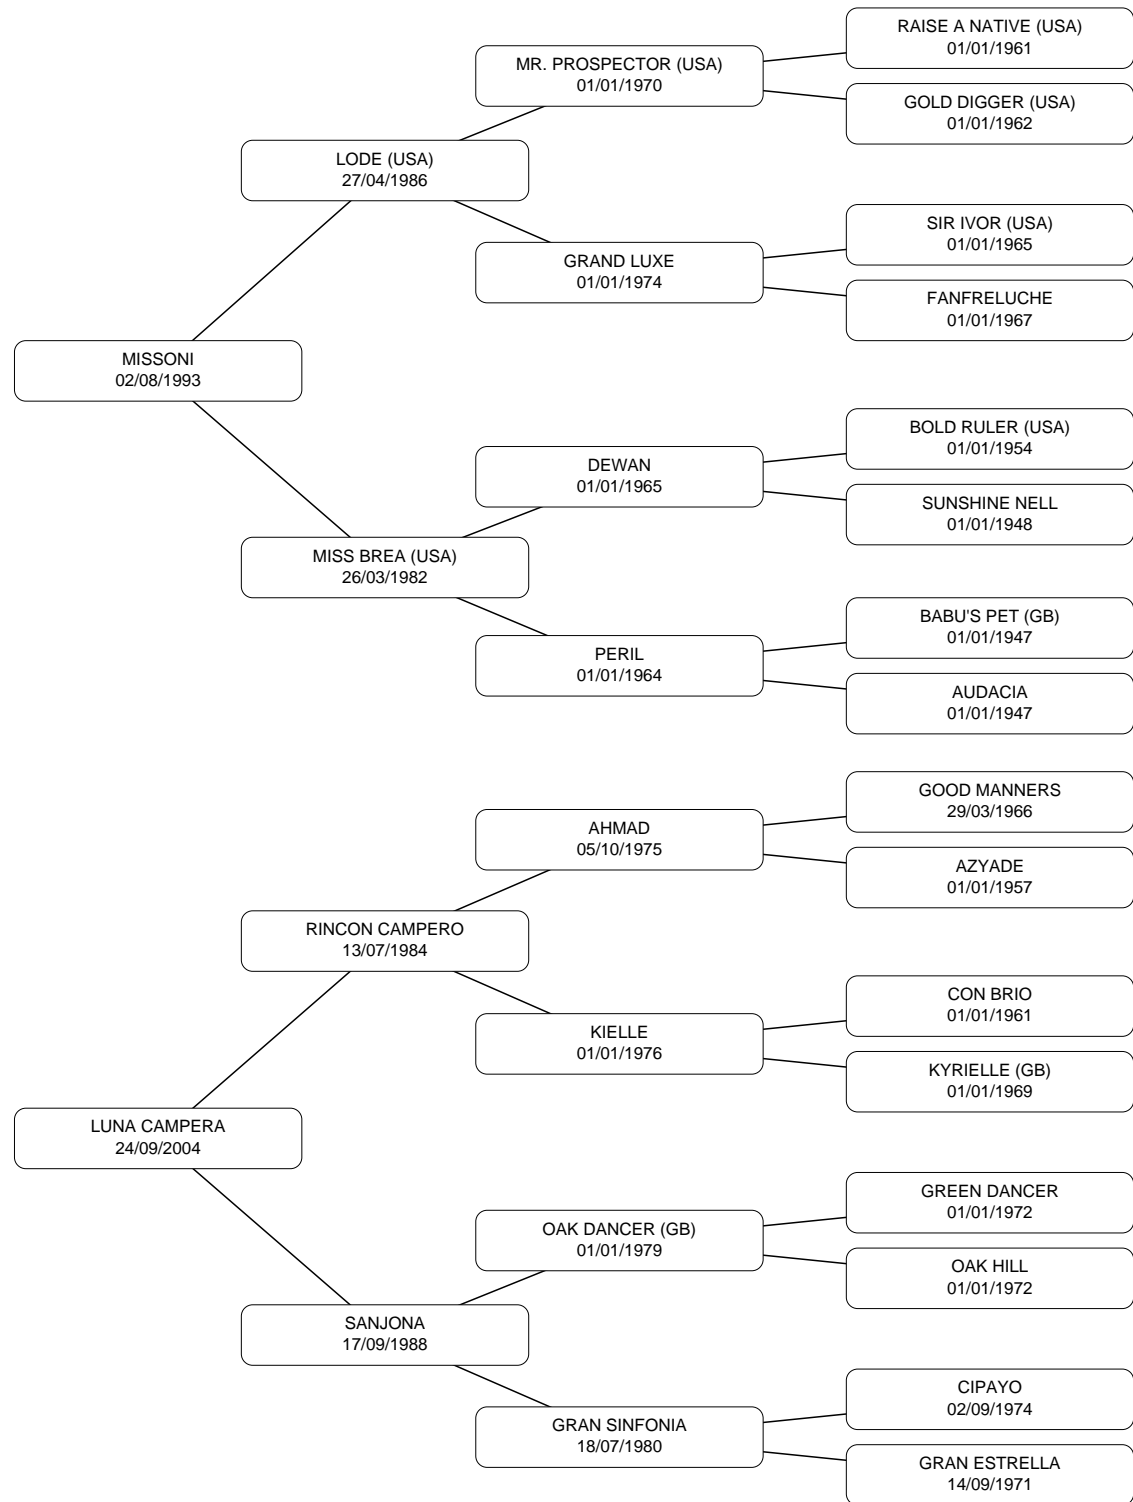 RAISE A NATIVE (USA)
01/01/1961
MR. PROSPECTOR (USA)
01/01/1970
GOLD DIGGER (USA)
01/01/1962
LODE (USA)
27/04/1986
SIR IVOR (USA)
01/01/1965
GRAND LUXE
01/01/1974
FANFRELUCHE
01/01/1967
MISSONI
02/08/1993
BOLD RULER (USA)
01/01/1954
DEWAN
01/01/1965
SUNSHINE NELL
01/01/1948
MISS BREA (USA)
26/03/1982
BABU'S PET (GB)
01/01/1947
PERIL
01/01/1964
AUDACIA
01/01/1947
GOOD MANNERS
29/03/1966
AHMAD
05/10/1975
AZYADE
01/01/1957
RINCON CAMPERO
13/07/1984
CON BRIO
01/01/1961
KIELLE
01/01/1976
KYRIELLE (GB)
01/01/1969
LUNA CAMPERA
24/09/2004
GREEN DANCER
01/01/1972
OAK DANCER (GB)
01/01/1979
OAK HILL
01/01/1972
SANJONA
17/09/1988
CIPAYO
02/09/1974
GRAN SINFONIA
18/07/1980
GRAN ESTRELLA
14/09/1971